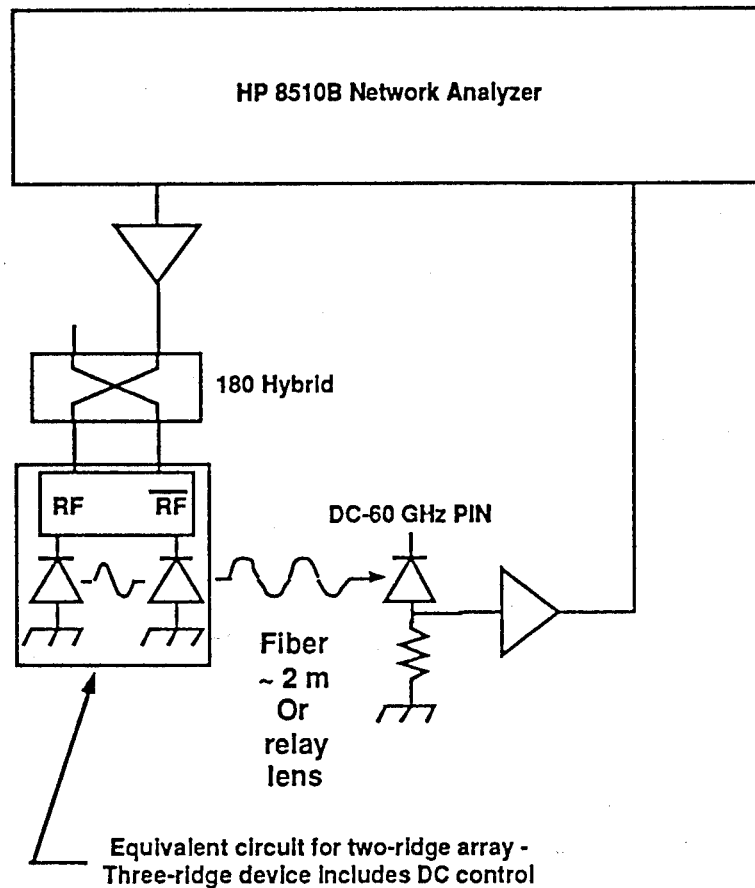 HP 8510B Network Analyzer
180 Hybrid
RF
R̅F̅
DC-60 GHz PIN
Fiber
~ 2 m
Or
relay
lens
Equivalent circuit for two-ridge array -
Three-ridge device includes DC control